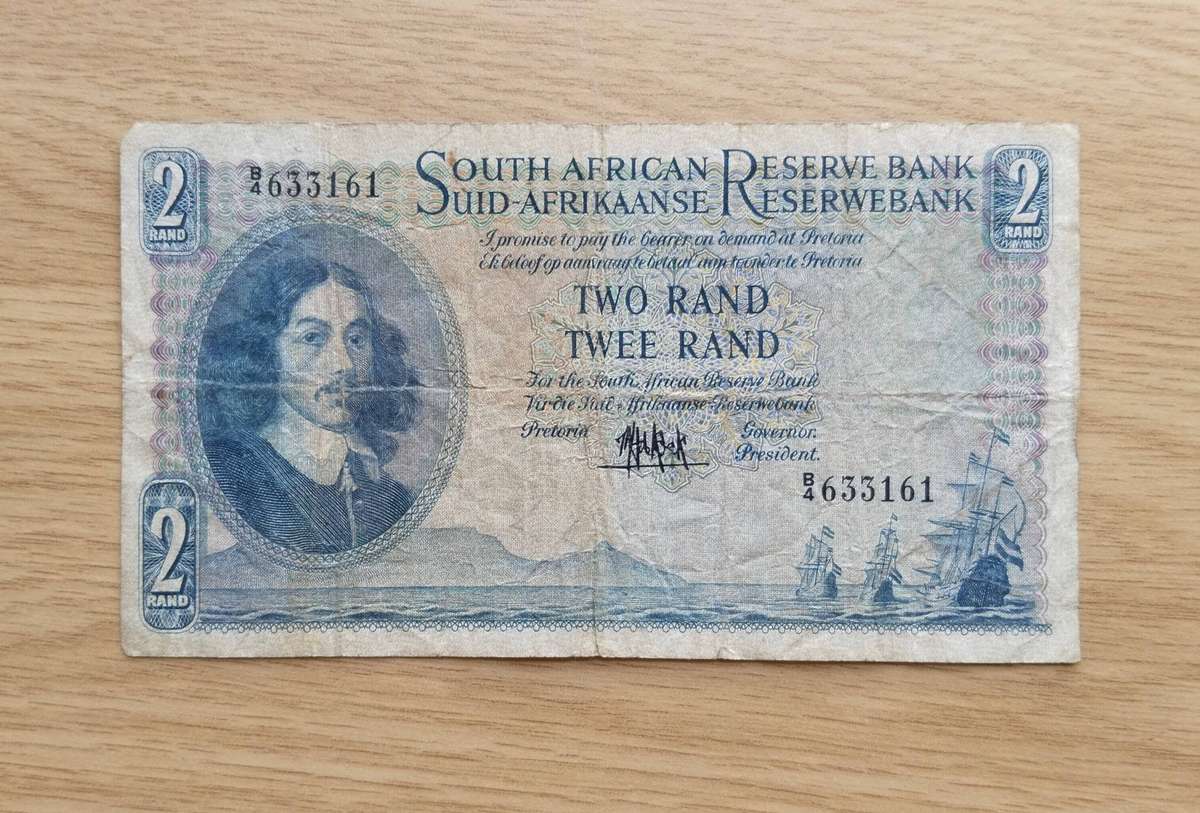 2
RAND
B/4 633161
SOUTH AFRICAN RESERVE BANK
SUID-AFRIKAANSE RESERWEBANK
2
RAND
I promise to pay the bearer on demand at Pretoria
Ek beloof op aanvraag te betaal aan toonder te Pretoria
TWO RAND
TWEE RAND
For the South African Reserve Bank
Vir die Suid-Afrikaanse Reserwebank
Pretoria
Governor.
President.
B/4 633161
2
RAND